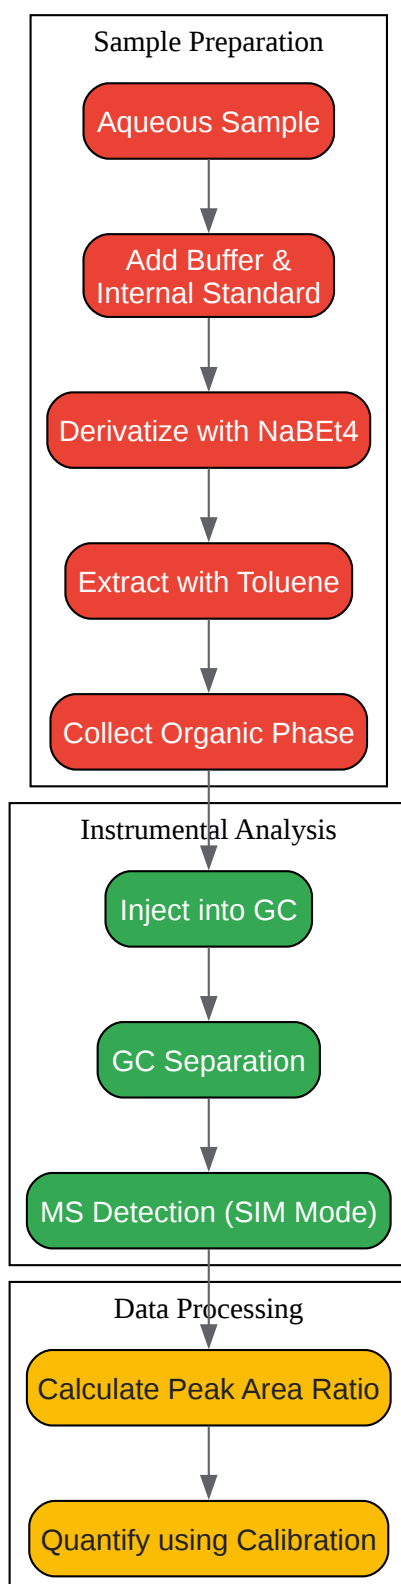 Sample Preparation
Aqueous Sample
Add Buffer &
Internal Standard
Derivatize with NaBEt4
Extract with Toluene
Collect Organic Phase
Instrumental Analysis
Inject into GC
GC Separation
MS Detection (SIM Mode)
Data Processing
Calculate Peak Area Ratio
Quantify using Calibration